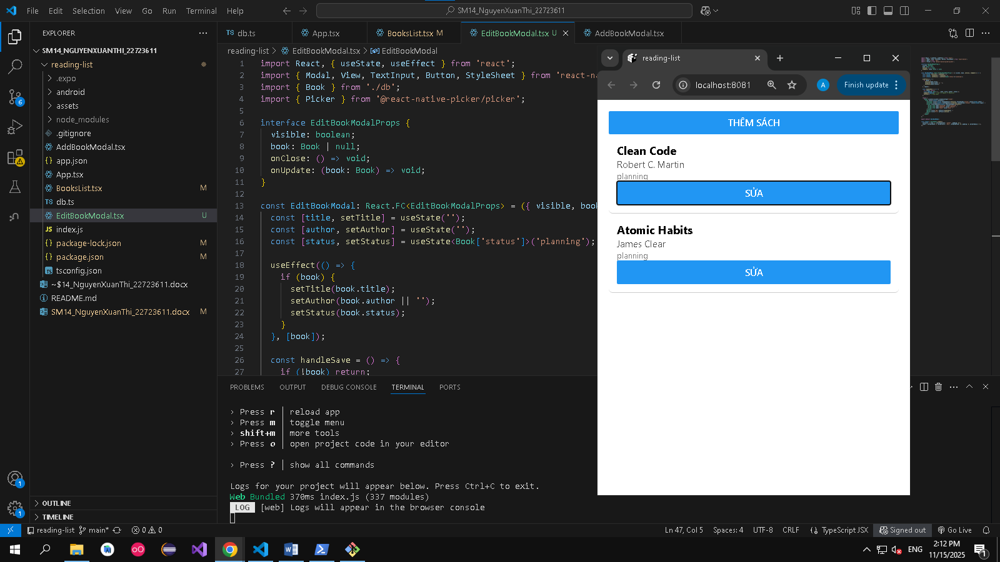 File Edit Selection View Go Run Terminal Help
SM14_NguyenXuanThi_22723611
EXPLORER
SM14_NGUYENXUANTHI_22723611
reading-list
.expo
android
assets
node_modules
.gitignore
AddBookModal.tsx
app.json
App.tsx
BooksList.tsx M
db.ts
EditBookModal.tsx U
index.js
package-lock.json M
package.json M
tsconfig.json
~$14_NguyenXuanThi_22723611.docx
README.md
SM14_NguyenXuanThi_22723611.docx M
OUTLINE
TIMELINE
db.ts App.tsx BooksList.tsx M EditBookModal.tsx U AddBookModal.tsx
reading-list > EditBookModal.tsx > EditBookModal
1 import React, { useState, useEffect } from 'react';
2 import { Modal, View, TextInput, Button, StyleSheet } from 'react-na
3 import { Book } from './db';
4 import { Picker } from '@react-native-picker/picker';
5
6 interface EditBookModalProps {
7 visible: boolean;
8 book: Book | null;
9 onClose: () => void;
10 onUpdate: (book: Book) => void;
11 }
12
13 const EditBookModal: React.FC<EditBookModalProps> = ({ visible, book
14 const [title, setTitle] = useState('');
15 const [author, setAuthor] = useState('');
16 const [status, setStatus] = useState<Book['status']>('planning');
17
18 useEffect(() => {
19 if (book) {
20 setTitle(book.title);
21 setAuthor(book.author || '');
22 setStatus(book.status);
23 }
24 }, [book]);
25
26 const handleSave = () => {
27 if (!book) return;
PROBLEMS OUTPUT DEBUG CONSOLE TERMINAL PORTS
› Press r │ reload app
› Press m │ toggle menu
› shift+m │ more tools
› Press o │ open project code in your editor
› Press ? │ show all commands
Logs for your project will appear below. Press Ctrl+C to exit.
Web Bundled 370ms index.js (337 modules)
LOG [web] Logs will appear in the browser console
reading-list
localhost:8081
A
Finish update
THÊM SÁCH
Clean Code
Robert C. Martin
planning
SỬA
Atomic Habits
James Clear
planning
SỬA
reading-list main* 0 0
Ln 47, Col 5 Spaces: 4 UTF-8 CRLF TypeScript JSX Signed out Go Live
ENG
2:12 PM
11/15/2025
1